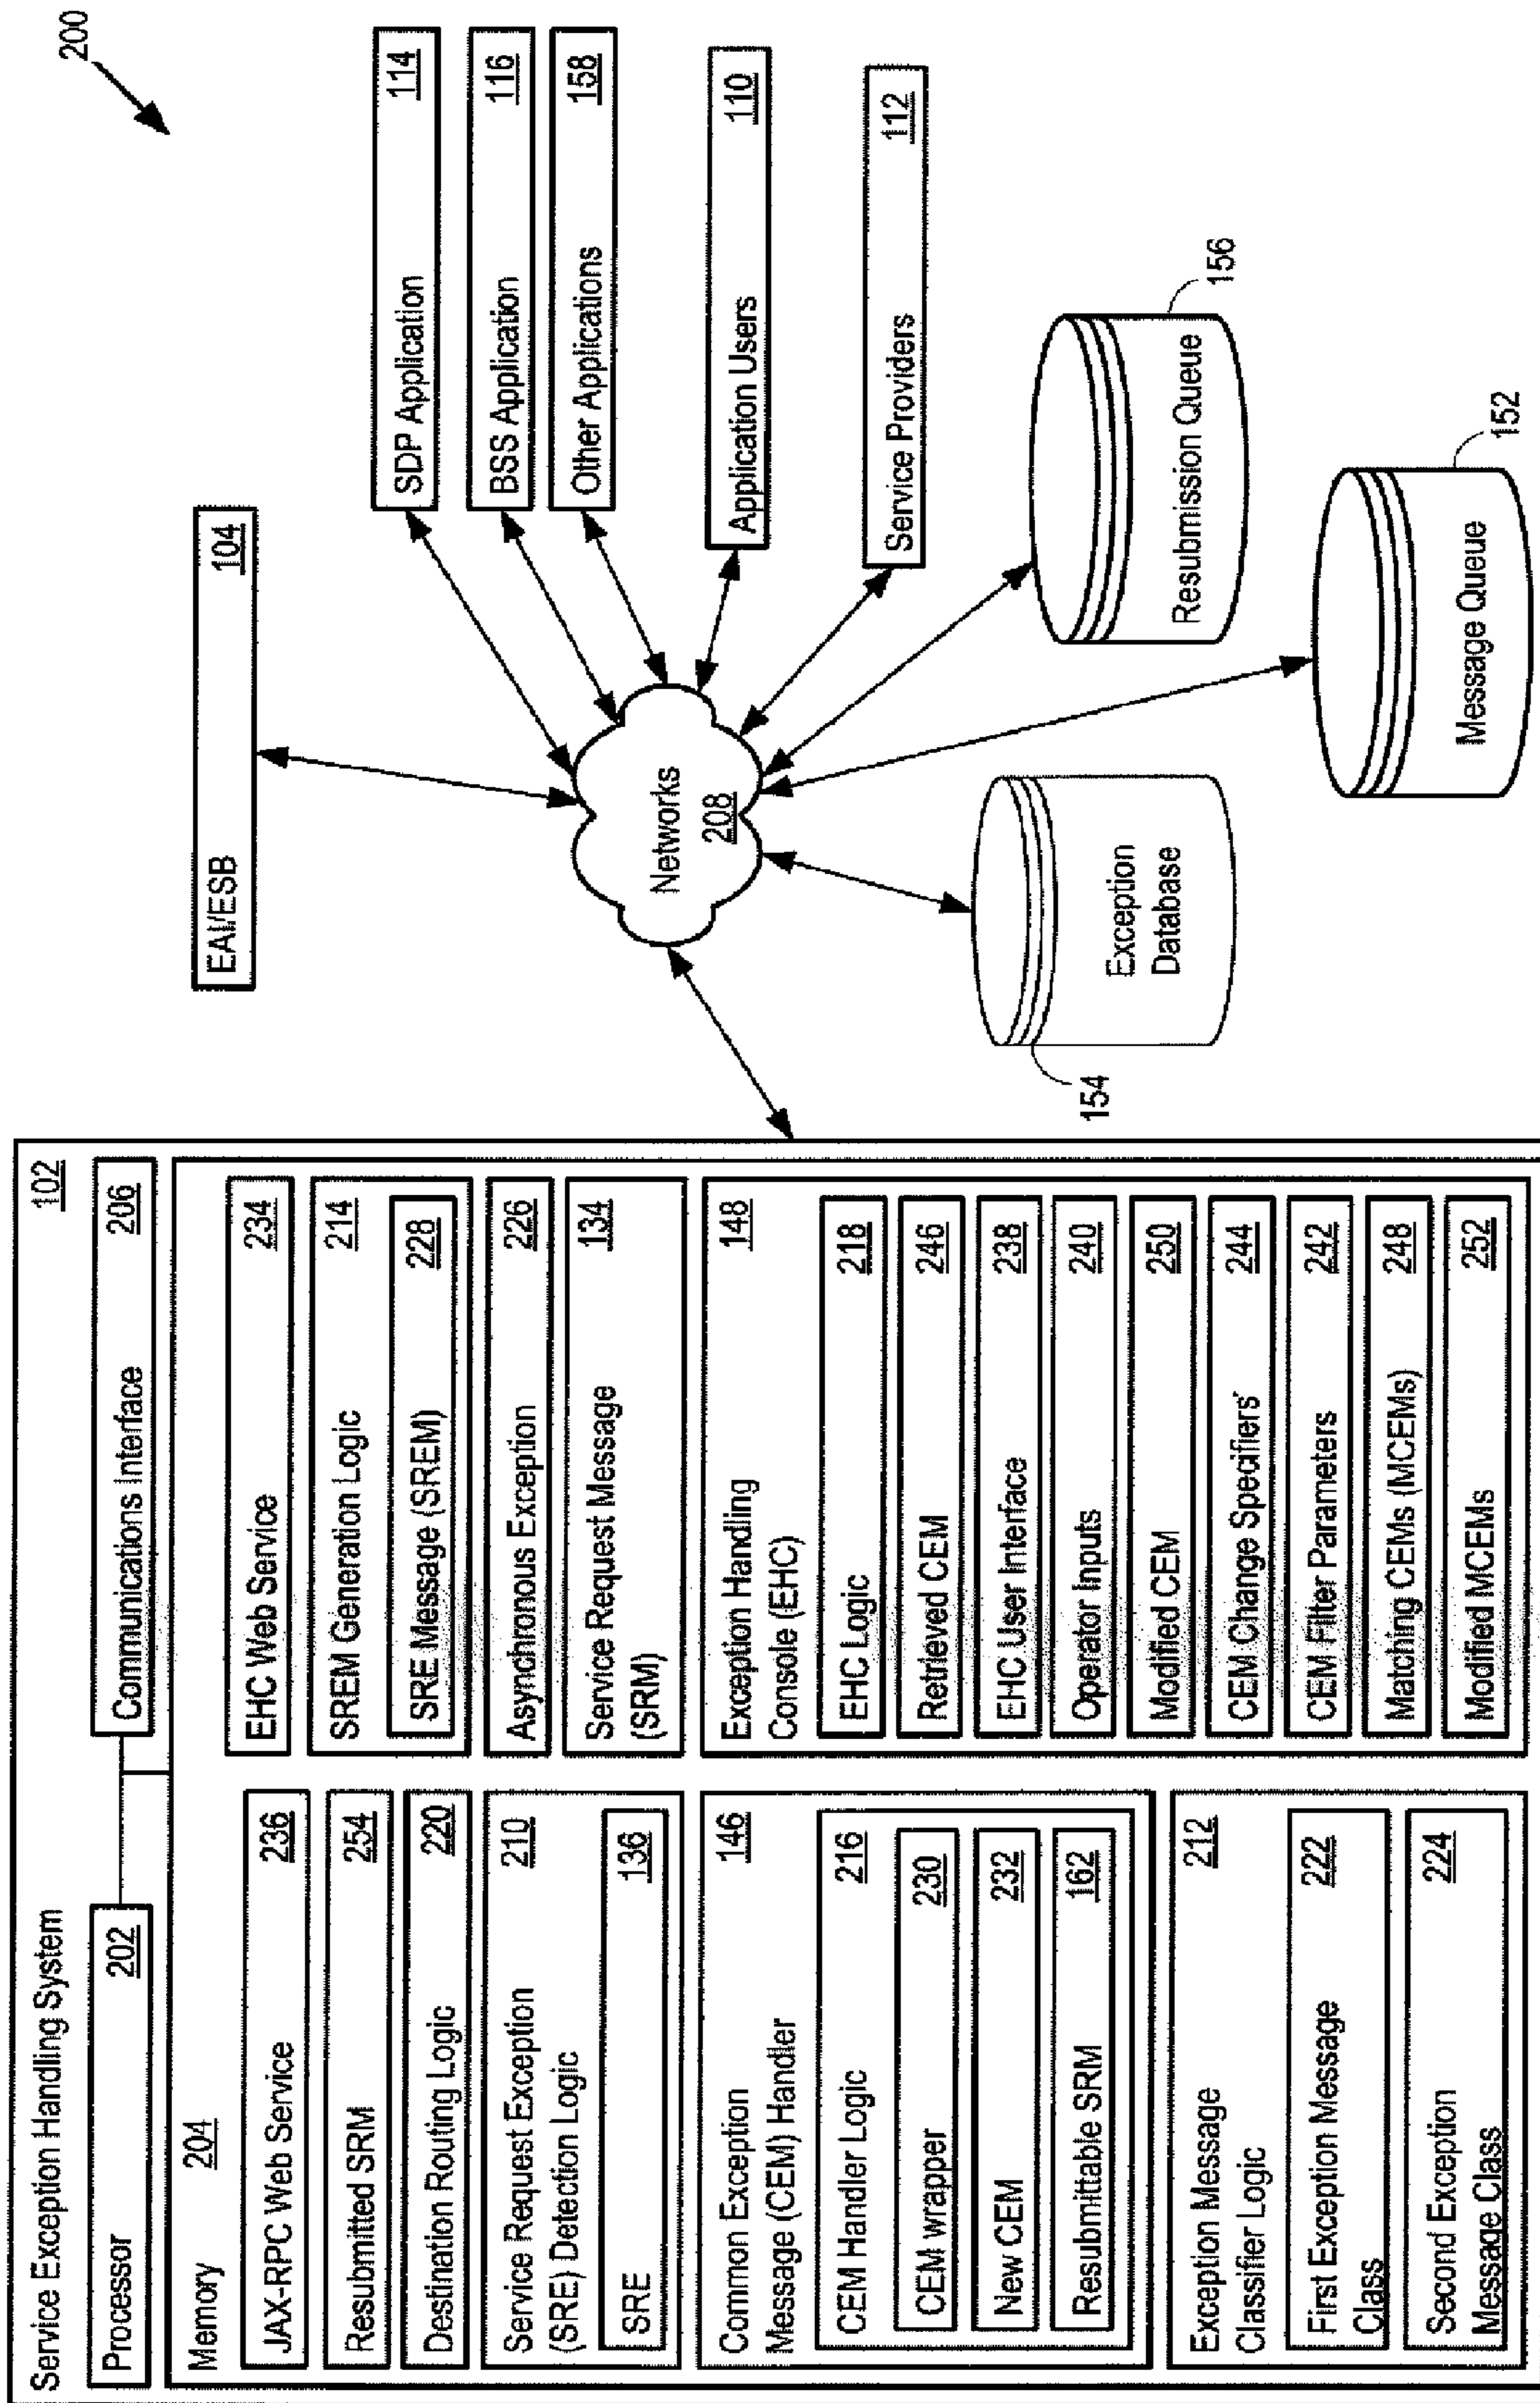 200
Service Exception Handling System
102
Processor
202
Communications Interface
206
Memory
204
JAX-RPC Web Service
236
Resubmitted SRM
254
Destination Routing Logic
220
Service Request Exception
(SRE) Detection Logic
210
SRE
136
Common Exception
Message (CEM) Handler
146
CEM Handler Logic
216
CEM wrapper
230
New CEM
232
Resubmittable SRM
162
Exception Message
Classifier Logic
212
First Exception Message
Class
222
Second Exception
Message Class
224
EHC Web Service
234
SREM Generation Logic
214
SRE Message (SREM)
228
Asynchronous Exception
226
Service Request Message
(SRM)
134
Exception Handling
Console (EHC)
148
EHC Logic
218
Retrieved CEM
246
EHC User Interface
238
Operator Inputs
240
Modified CEM
250
CEM Change Specifiers
244
CEM Filter Parameters
242
Matching CEMs (MCEMs)
248
Modified MCEMs
252
EAI/ESB
104
Networks
208
SDP Application
114
BSS Application
116
Other Applications
158
Application Users
110
Service Providers
112
Exception
Database
154
Resubmission Queue
156
Message Queue
152